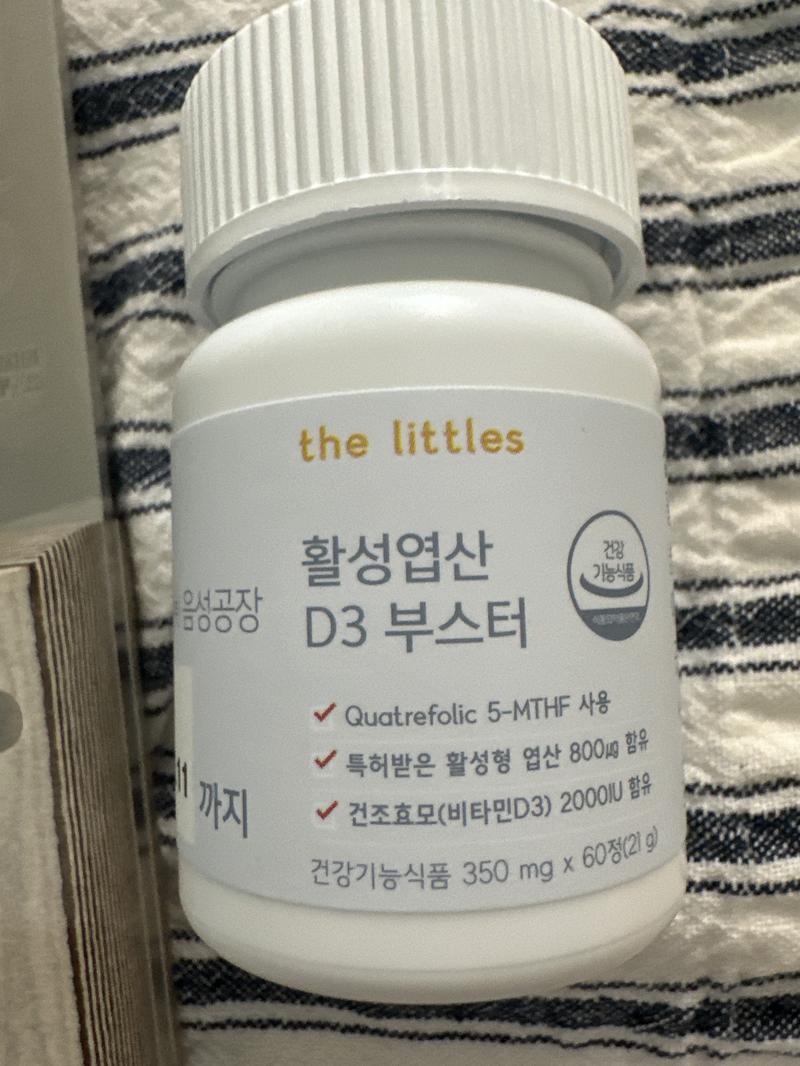 the littles
활성엽산
D3 부스터
건강
기능식품
Quatrefolic 5-MTHF 사용
특허받은 활성형 엽산 800㎍ 함유
건조효모(비타민D3) 2000IU 함유
건강기능식품 350 mg x 60정(21 g)
음성공장
11 까지